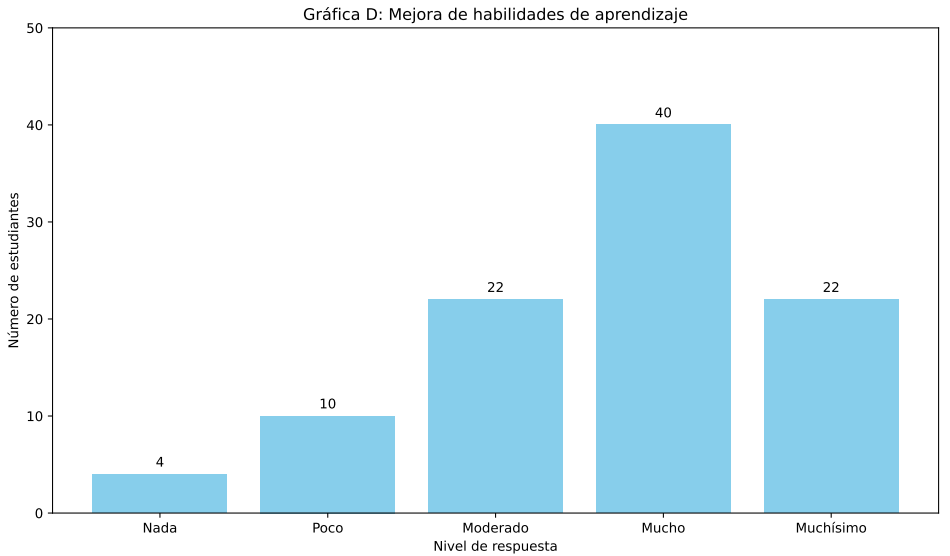 Gráfica D: Mejora de habilidades de aprendizaje
Número de estudiantes
50
40
30
20
10
0
4
10
22
40
22
Nada
Poco
Moderado
Mucho
Muchísimo
Nivel de respuesta